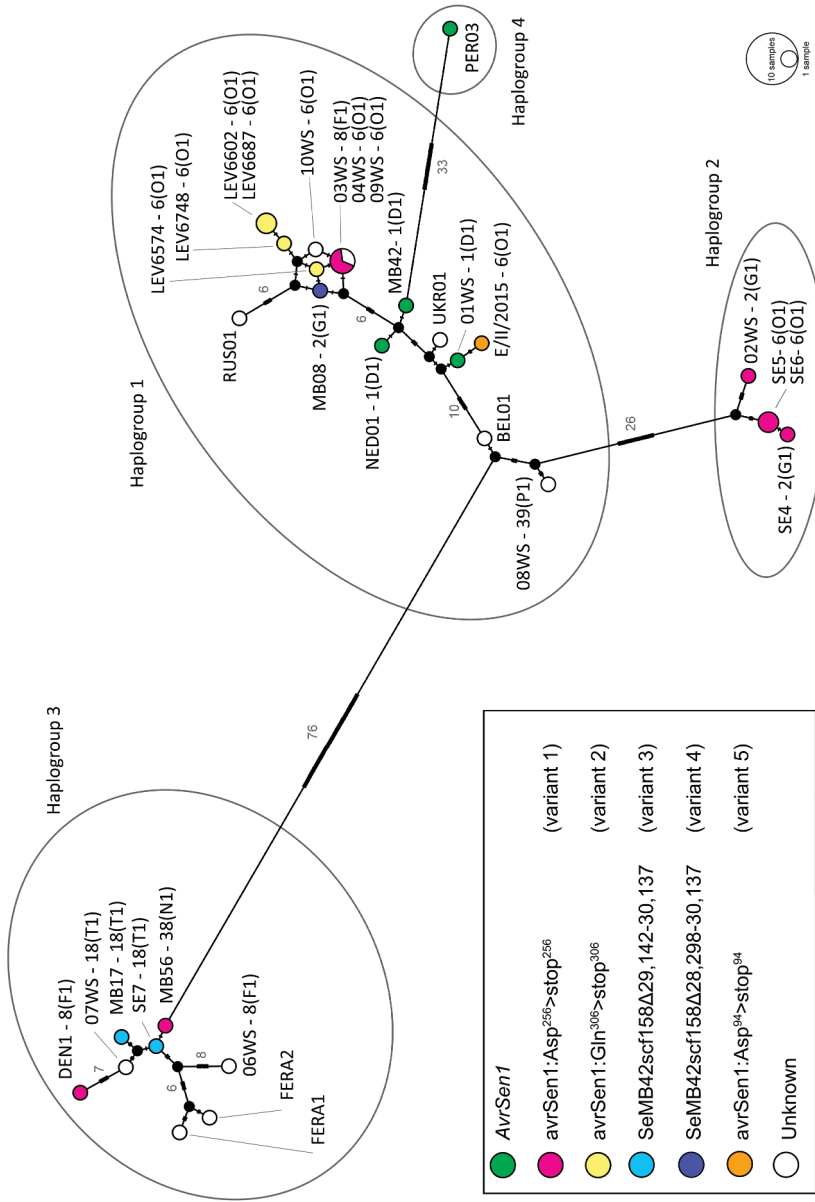 Haplogroup 3
DEN1 - 8(F1)
07WS - 18(T1)
MB17 - 18(T1)
SE7 - 18(T1)
MB56 - 38(N1)
7
6
8
06WS - 8(F1)
FERA2
FERA1
76
Haplogroup 1
RUS01
6
LEV6574 - 6(O1)
LEV6748 - 6(O1)
LEV6602 - 6(O1)
LEV6687 - 6(O1)
10WS - 6(O1)
03WS - 8(F1)
04WS - 6(O1)
09WS - 6(O1)
MB08 - 2(G1)
6
NED01 - 1(D1)
MB42- 1(D1)
UKR01
01WS - 1(D1)
E/II/2015 - 6(O1)
10
BEL01
08WS - 39(P1)
33
PER03
Haplogroup 4
26
Haplogroup 2
02WS - 2(G1)
SE5- 6(O1)
SE6- 6(O1)
SE4 - 2(G1)
10 samples
1 sample
AvrSen1
avrSen1:Asp256>stop256 (variant 1)
avrSen1:Gln306>stop306 (variant 2)
SeMB42scf158Δ29,142-30,137 (variant 3)
SeMB42scf158Δ28,298-30,137 (variant 4)
avrSen1:Asp94>stop94 (variant 5)
Unknown